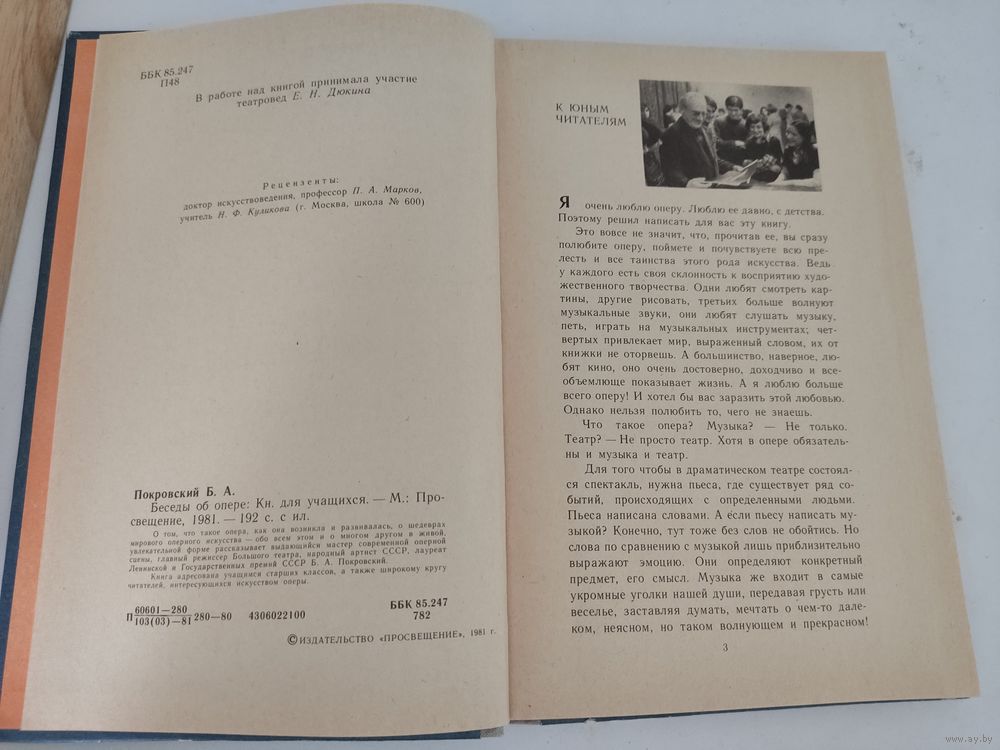 ББК 85.247
П48
В работе над книгой принимала участие
театровед Е. Н. Дюкина
Рецензенты:
доктор искусствоведения, профессор П. А. Марков,
учитель Н. Ф. Куликова (г. Москва, школа № 600)
Покровский Б. А.
Беседы об опере: Кн. для учащихся. — М.: Про-
свещение, 1981. — 192 с. с ил.
О том, что такое опера, как она возникла и развивалась, о шедеврах
мирового оперного искусства — обо всем этом и о многом другом в живой,
увлекательной форме рассказывает выдающийся мастер современной оперной
сцены, главный режиссер Большого театра, народный артист СССР, лауреат
Ленинской и Государственных премий СССР Б. А. Покровский.
Книга адресована учащимся старших классов, а также широкому кругу
читателей, интересующихся искусством оперы.
П 60601—280
103(03)—81 280—80 4306022100
ББК 85.247
782
© ИЗДАТЕЛЬСТВО «ПРОСВЕЩЕНИЕ», 1981 г.
К ЮНЫМ
ЧИТАТЕЛЯМ
Я очень люблю оперу. Люблю ее давно, с детства.
Поэтому решил написать для вас эту книгу.
Это вовсе не значит, что, прочитав ее, вы сразу
полюбите оперу, поймете и почувствуете всю пре-
лесть и все таинства этого рода искусства. Ведь
у каждого есть своя склонность к восприятию худо-
жественного творчества. Одни любят смотреть кар-
тины, другие рисовать, третьих больше волнуют
музыкальные звуки, они любят слушать музыку,
петь, играть на музыкальных инструментах; чет-
вертых привлекает мир, выраженный словом, их от
книжки не оторвешь. А большинство, наверное, лю-
бят кино, оно очень достоверно, доходчиво и все-
объемлюще показывает жизнь. А я люблю больше
всего оперу! И хотел бы вас заразить этой любовью.
Однако нельзя полюбить то, чего не знаешь.
Что такое опера? Музыка? — Не только.
Театр? — Не просто театр. Хотя в опере обязатель-
ны и музыка и театр.
Для того чтобы в драматическом театре состоял-
ся спектакль, нужна пьеса, где существует ряд со-
бытий, происходящих с определенными людьми.
Пьеса написана словами. А если пьесу написать му-
зыкой? Конечно, тут тоже без слов не обойтись. Но
слова по сравнению с музыкой лишь приблизительно
выражают эмоцию. Они определяют конкретный
предмет, его смысл. Музыка же входит в самые
укромные уголки нашей души, передавая грусть или
веселье, заставляя думать, мечтать о чем-то дале-
ком, неясном, но таком волнующем и прекрасном!
3
www.ay.by